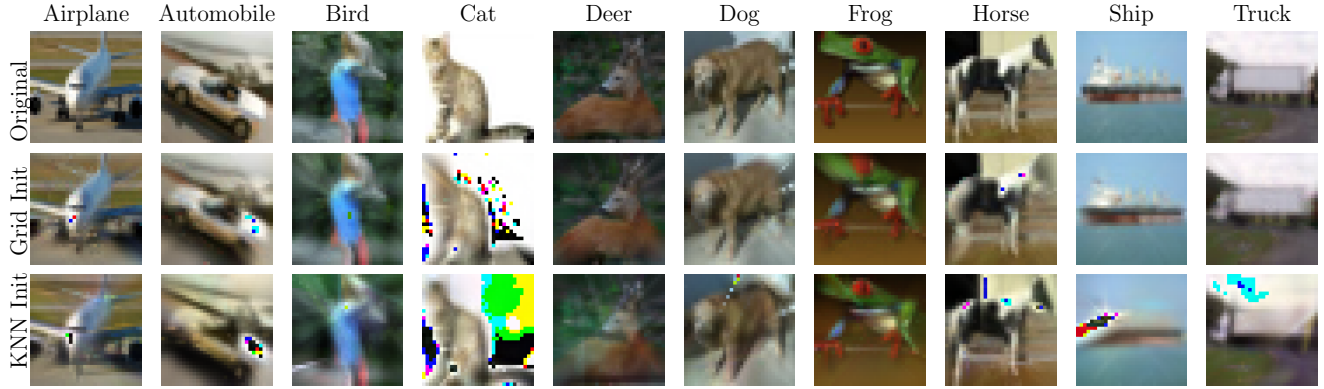 Airplane Automobile Bird Cat Deer Dog Frog Horse Ship Truck
Original
Grid Init
KNN Init